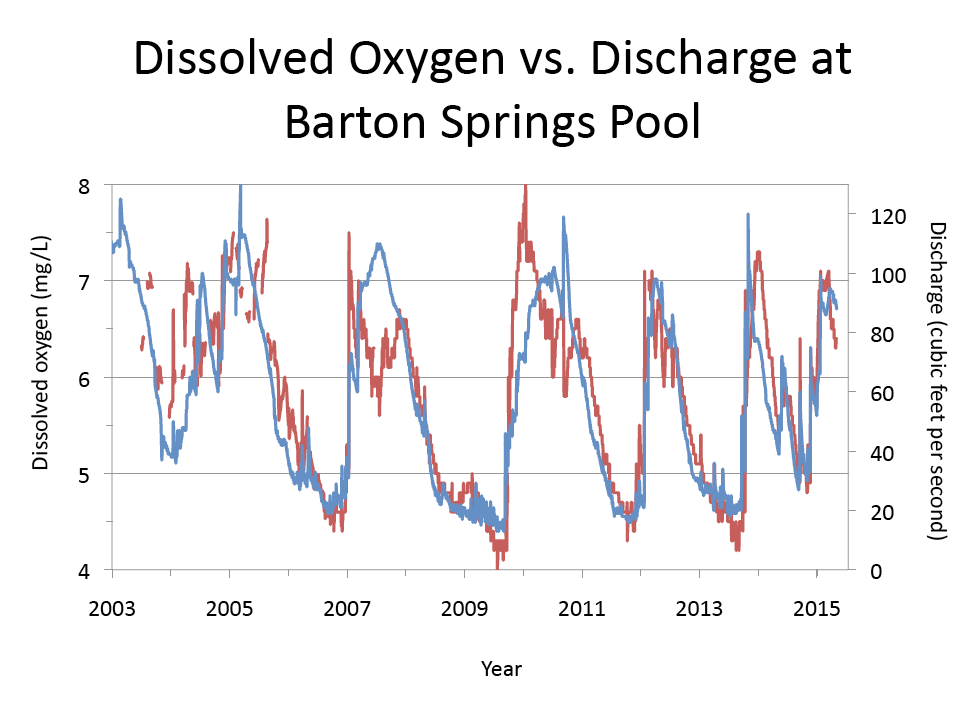 Dissolved Oxygen vs. Discharge at
Barton Springs Pool
Dissolved oxygen (mg/L)
8
7
6
5
4
120
100
80
60
40
20
0
Discharge (cubic feet per second)
2003 2005 2007 2009 2011 2013 2015
Year